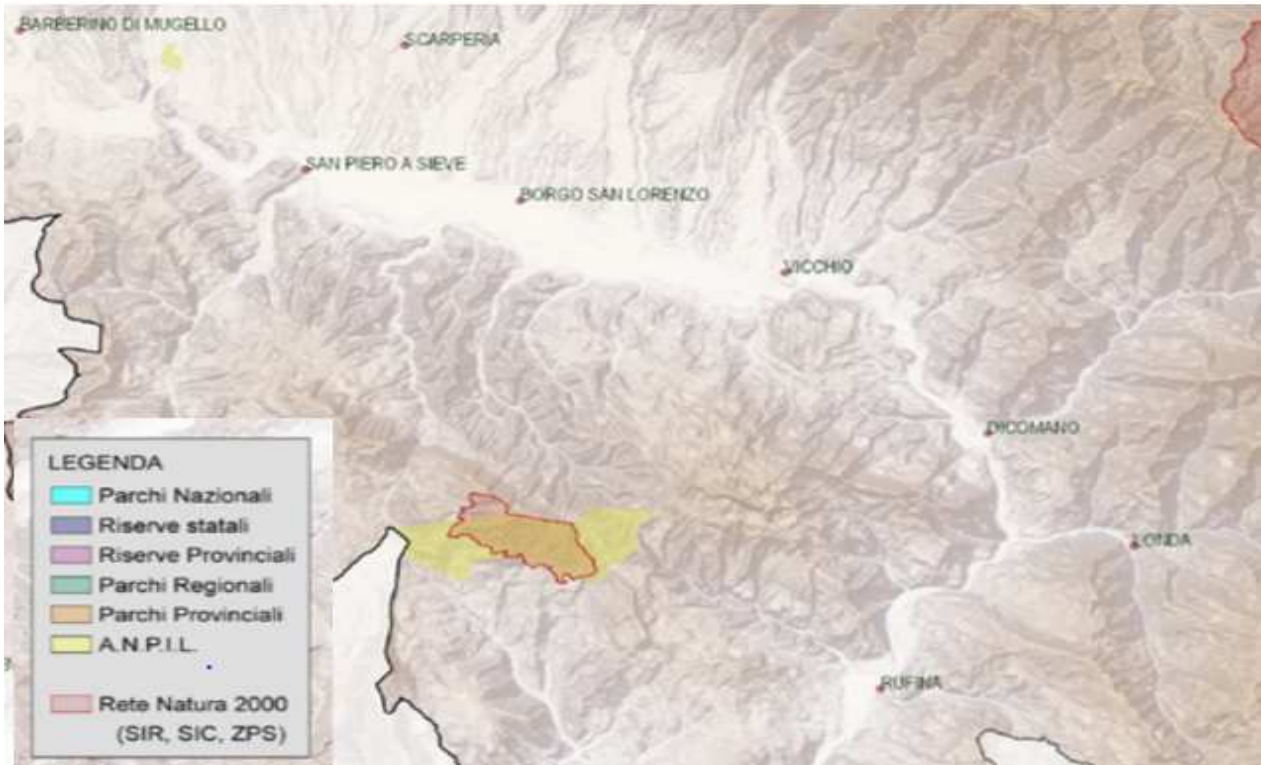 BARBERINO DI MUGELLO
SCARPERIA
SAN PIERO A SIEVE
BORGO SAN LORENZO
VICCHIO
DICOMANO
LONDA
RUFINA
LEGENDA
Parchi Nazionali
Riserve statali
Riserve Provinciali
Parchi Regionali
Parchi Provinciali
A.N.P.I.L.
Rete Natura 2000
(SIR, SIC, ZPS)